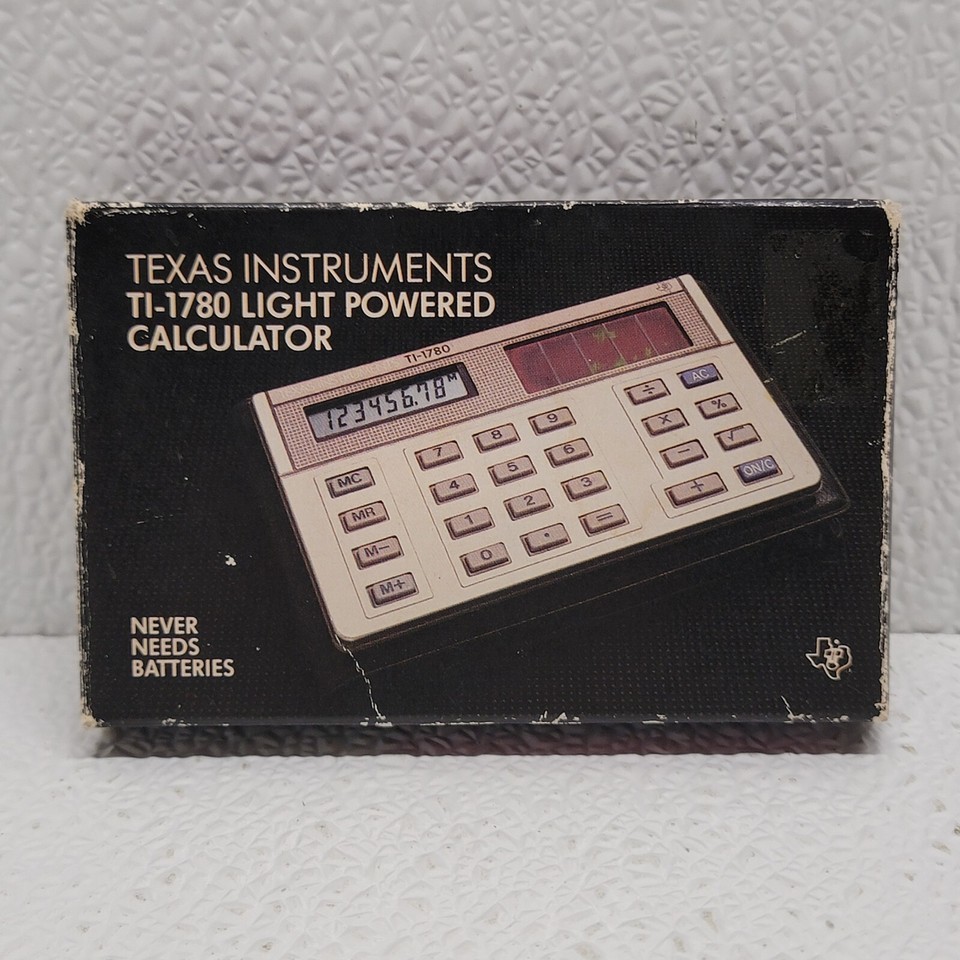 TEXAS INSTRUMENTS
TI-1780 LIGHT POWERED
CALCULATOR
TI-1780
123456.78 M
MC
MR
M−
M+
7 8 9
4 5 6
1 2 3
0 . =
÷ AC
X %
− √
+ ON/C
NEVER
NEEDS
BATTERIES